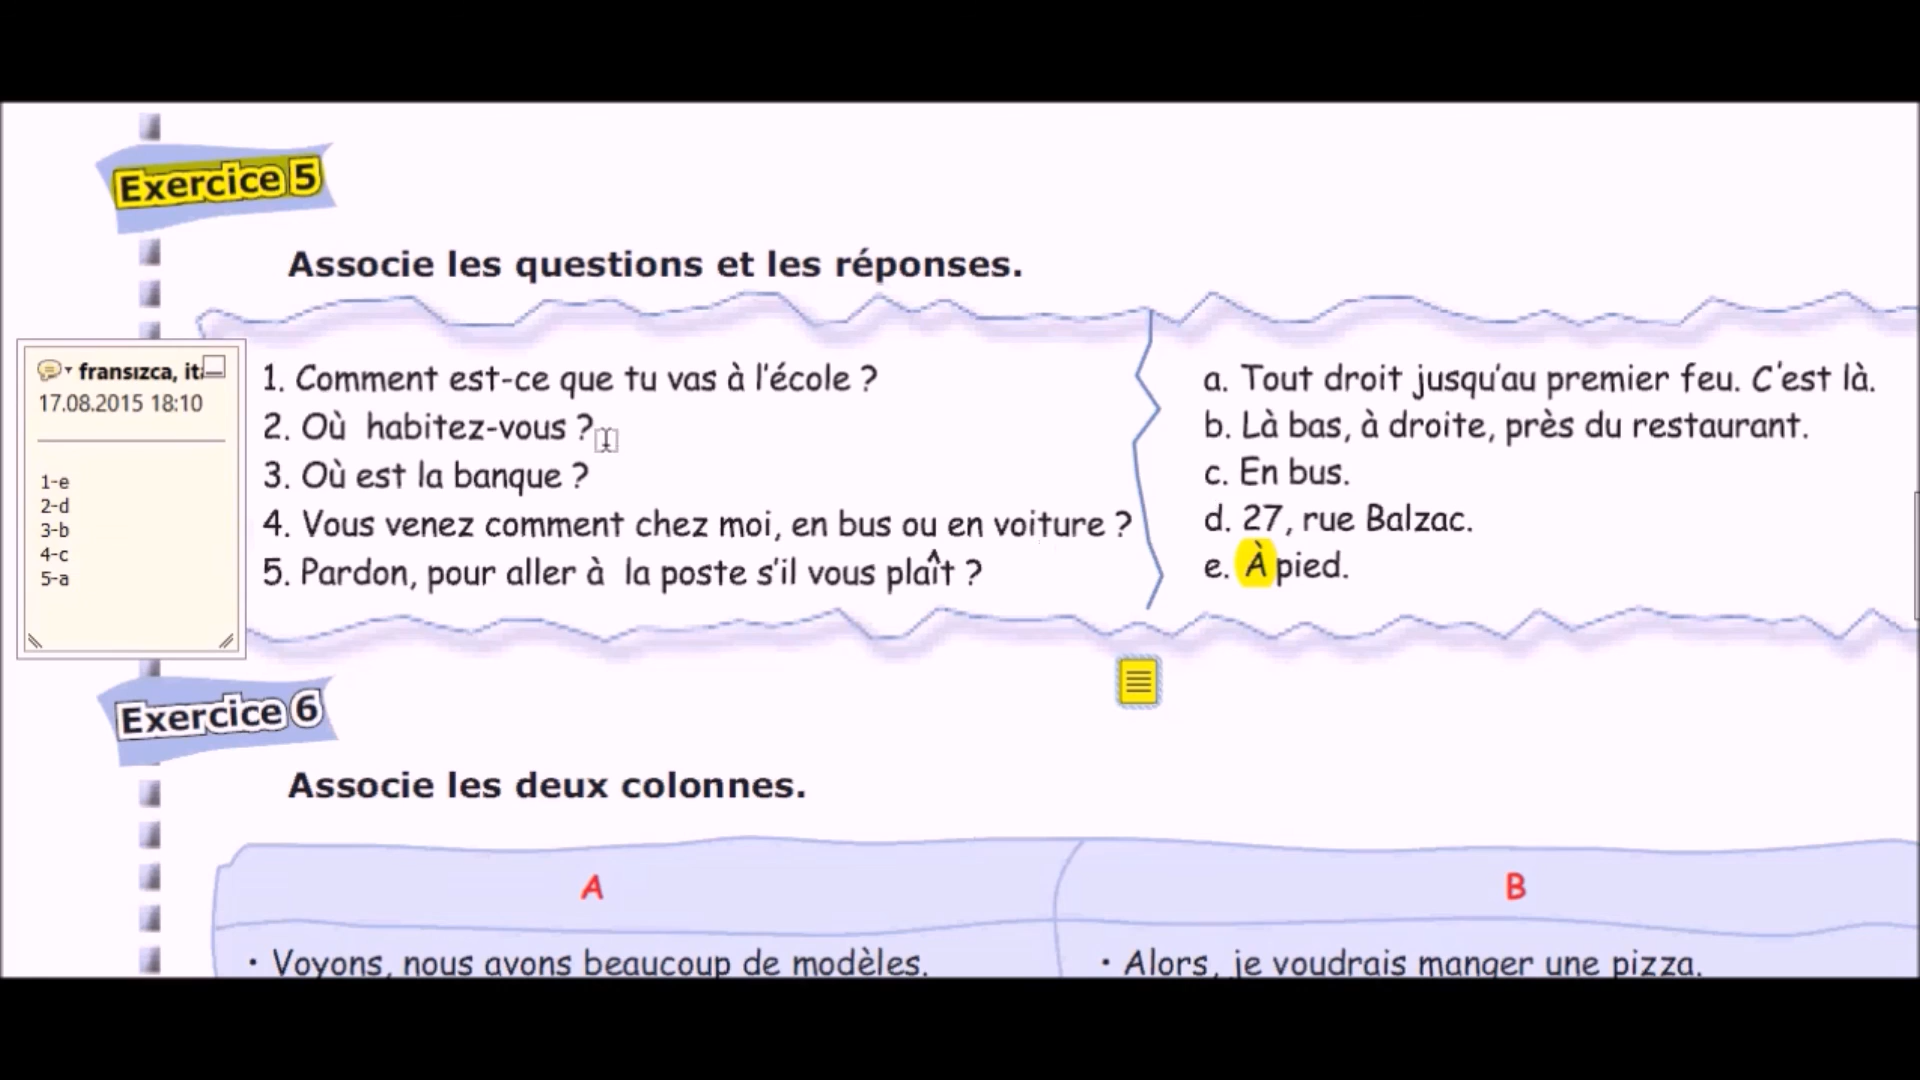 Exercice 5
Associe les questions et les réponses.
fransızca, it
17.08.2015 18:10
1-e
2-d
3-b
4-c
5-a
1. Comment est-ce que tu vas à l'école ?
2. Où habitez-vous ?
3. Où est la banque ?
4. Vous venez comment chez moi, en bus ou en voiture ?
5. Pardon, pour aller à la poste s'il vous plaît ?
a. Tout droit jusqu'au premier feu. C'est là.
b. Là bas, à droite, près du restaurant.
c. En bus.
d. 27, rue Balzac.
e. À pied.
Exercice 6
Associe les deux colonnes.
A
B
• Voyons, nous avons beaucoup de modèles.
• Alors, je voudrais manger une pizza.